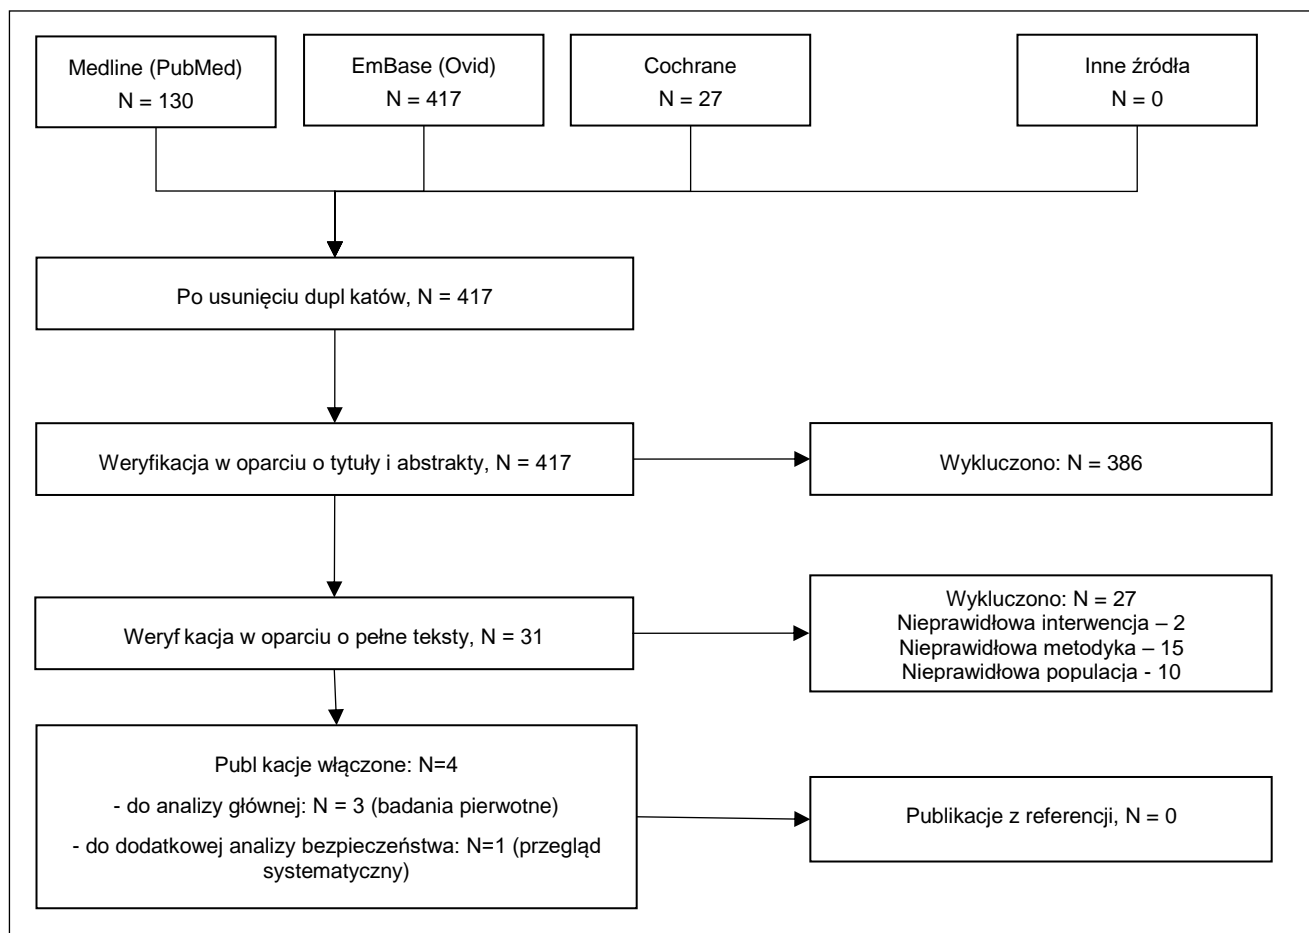 Medline (PubMed)
N = 130
EmBase (Ovid)
N = 417
Cochrane
N = 27
Inne źródła
N = 0
Po usunięciu dupl katów, N = 417
Weryfikacja w oparciu o tytuły i abstrakty, N = 417
Wykluczono: N = 386
Weryf kacja w oparciu o pełne teksty, N = 31
Wykluczono: N = 27
Nieprawidłowa interwencja – 2
Nieprawidłowa metodyka – 15
Nieprawidłowa populacja - 10
Publ kacje włączone: N=4
- do analizy głównej: N = 3 (badania pierwotne)
- do dodatkowej analizy bezpieczeństwa: N=1 (przegląd
systematyczny)
Publikacje z referencji, N = 0